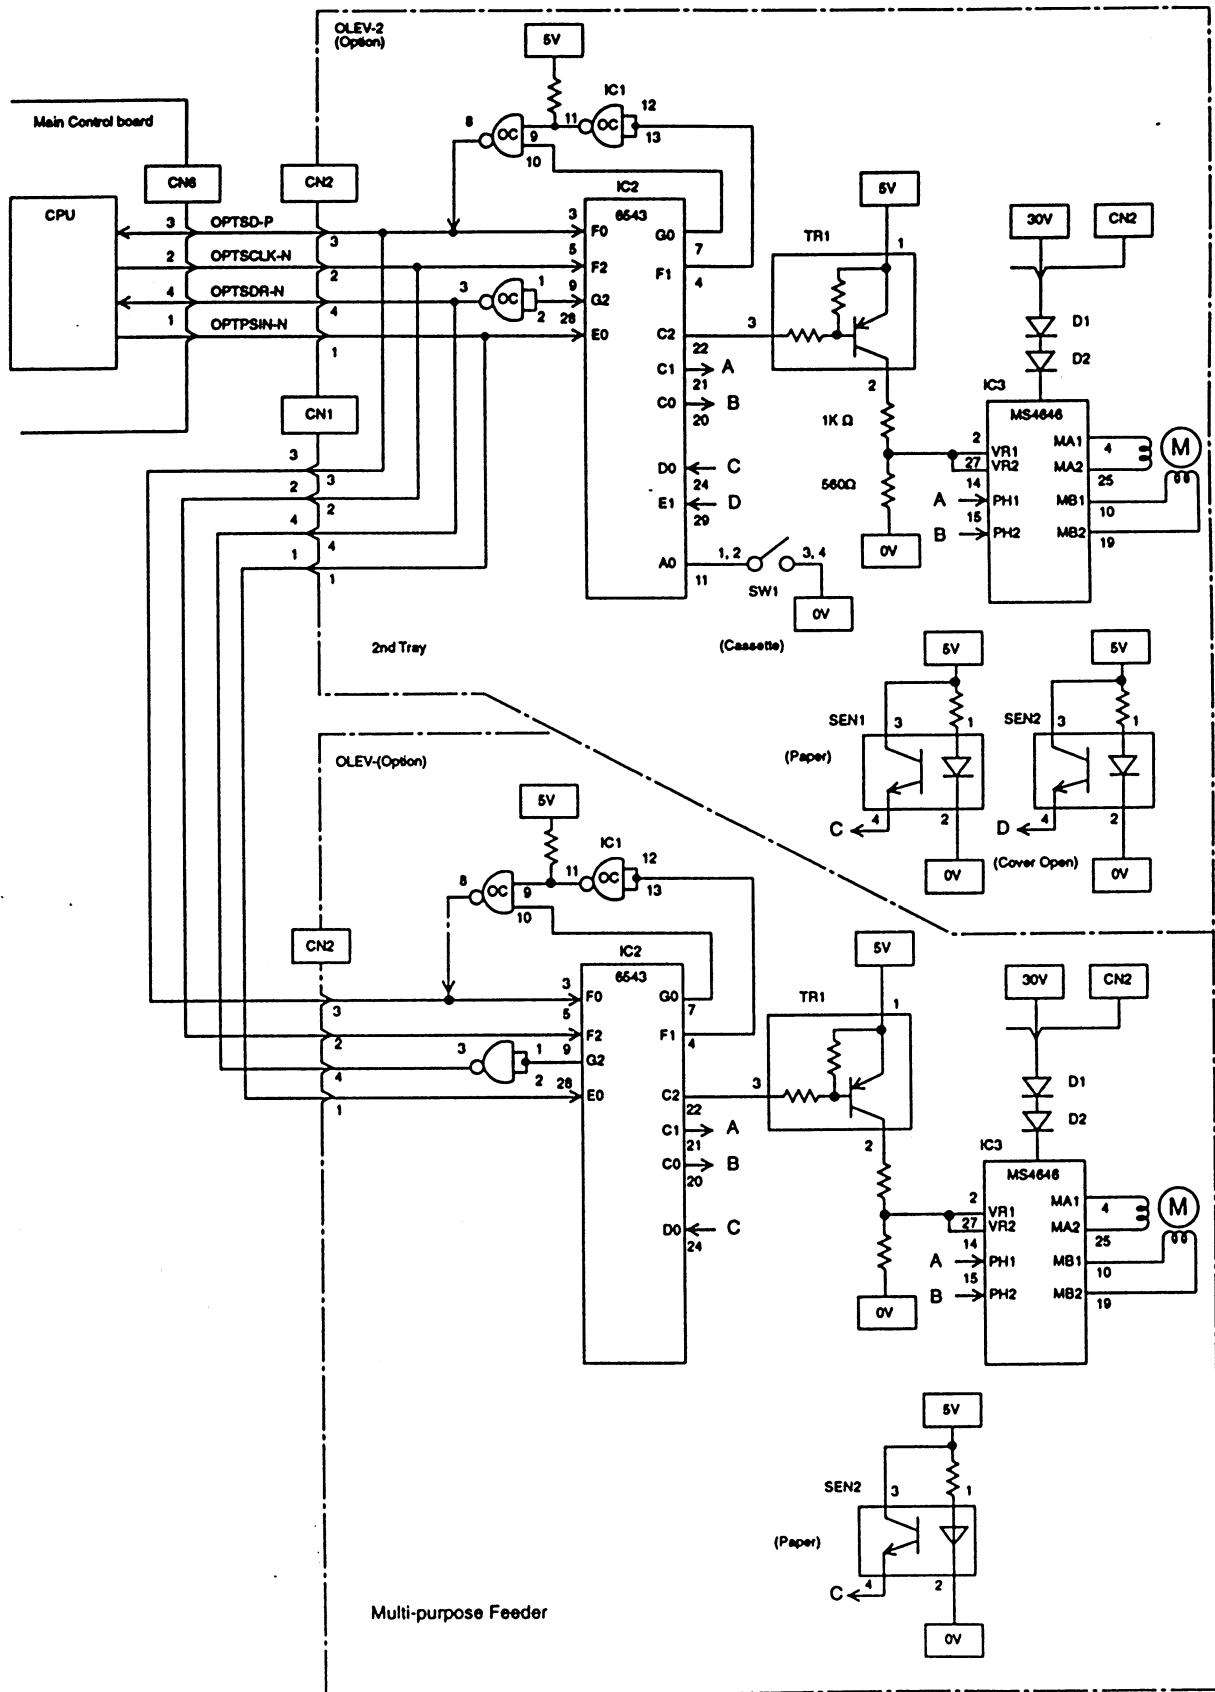 OLEV-2
(Option)
5V
IC1
12
11
OC
13
8
OC
9
10
Main Control board
CN6
CN2
IC2
6543
5V
30V
CN2
CPU
3
OPTSD-P
3
3
F0
G0
7
TR1
1
2
OPTSCLK-N
2
5
F2
F1
4
4
OPTSDR-N
4
3
OC
1
2
9
G2
1
OPTPSIN-N
1
28
E0
C2
22
3
2
D1
D2
C1
21
A
C0
20
B
1K Ω
560Ω
0V
IC3
MS4646
2
VR1
27
VR2
14
A
PH1
15
B
PH2
MA1
4
MA2
25
MB1
10
MB2
19
M
CN1
3
3
2
2
4
4
1
1
D0
24
C
E1
29
D
A0
11
1, 2
3, 4
SW1
0V
(Cassette)
2nd Tray
5V
5V
SEN1
3
1
SEN2
3
1
(Paper)
4
2
4
2
C
D
(Cover Open)
0V
0V
OLEV-(Option)
5V
IC1
12
11
OC
13
8
OC
9
10
CN2
IC2
6543
5V
30V
CN2
3
3
F0
G0
7
TR1
1
2
5
F2
F1
4
4
3
1
2
9
G2
1
28
E0
C2
22
3
2
D1
D2
C1
21
A
C0
20
B
D0
24
C
0V
IC3
MS4646
2
VR1
27
VR2
14
A
PH1
15
B
PH2
MA1
4
MA2
25
MB1
10
MB2
19
M
5V
SEN2
3
1
(Paper)
4
2
C
0V
Multi-purpose Feeder